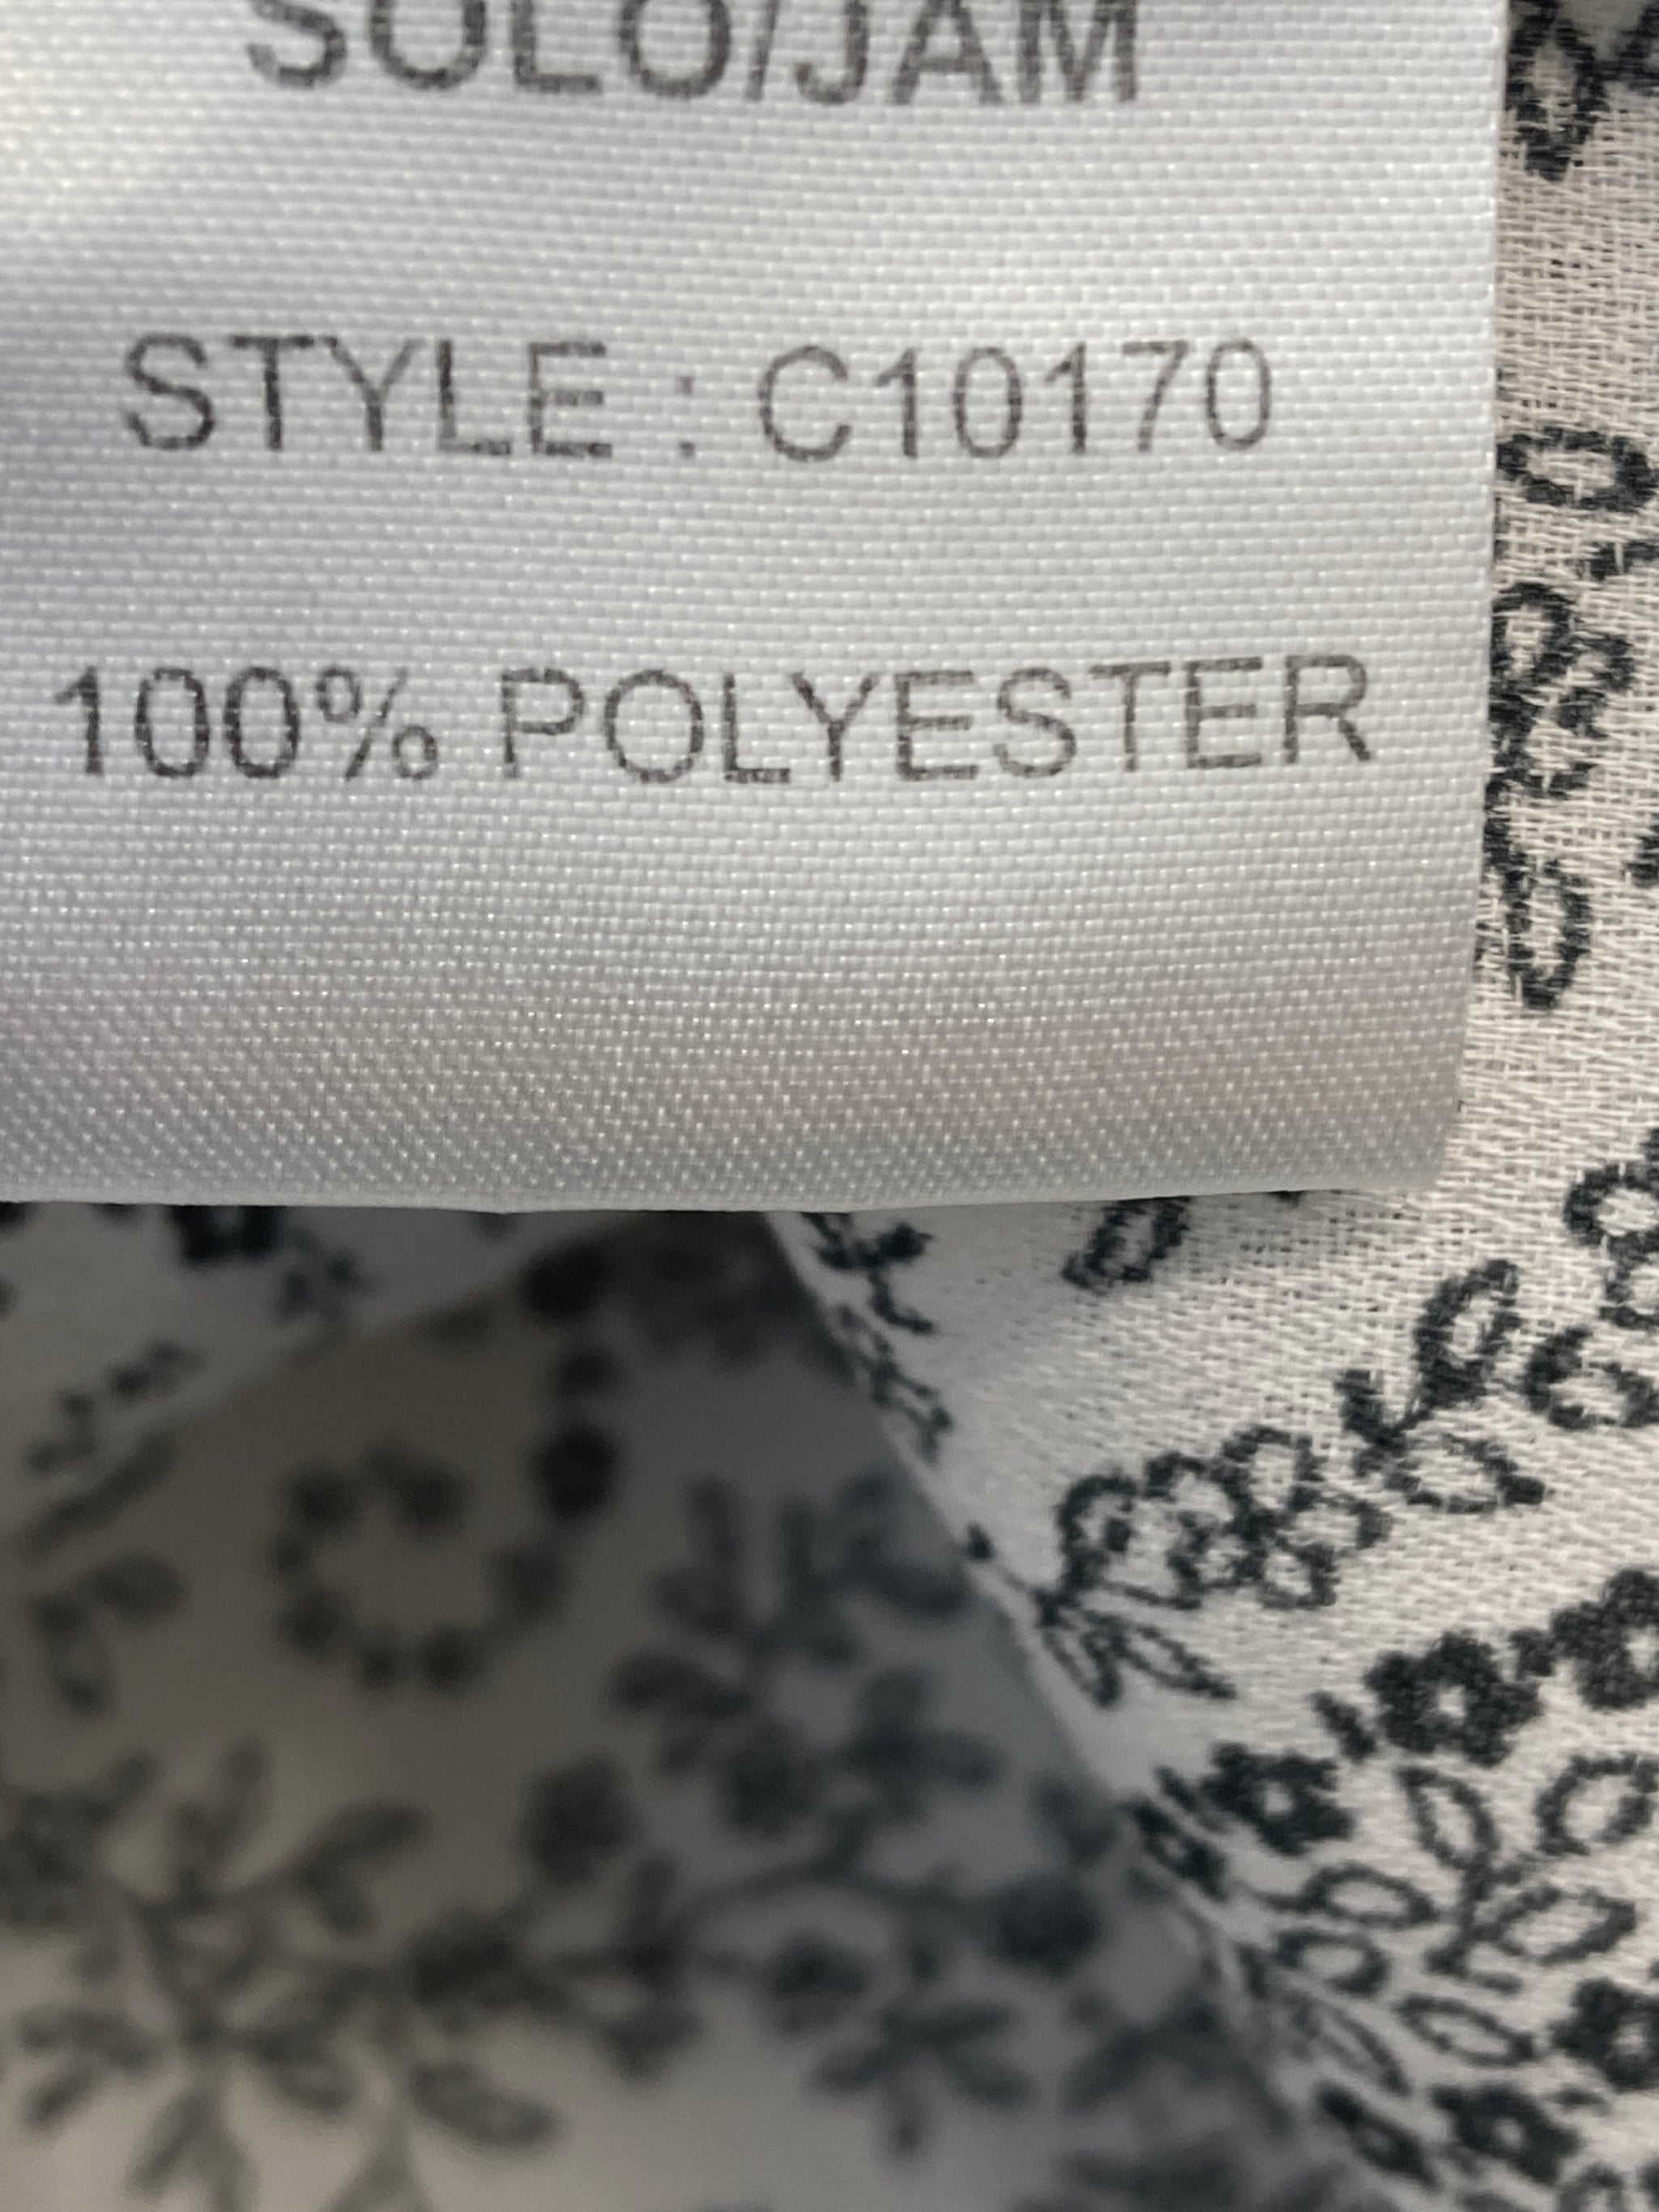 SOLO/JAM
STYLE : C10170
100% POLYESTER